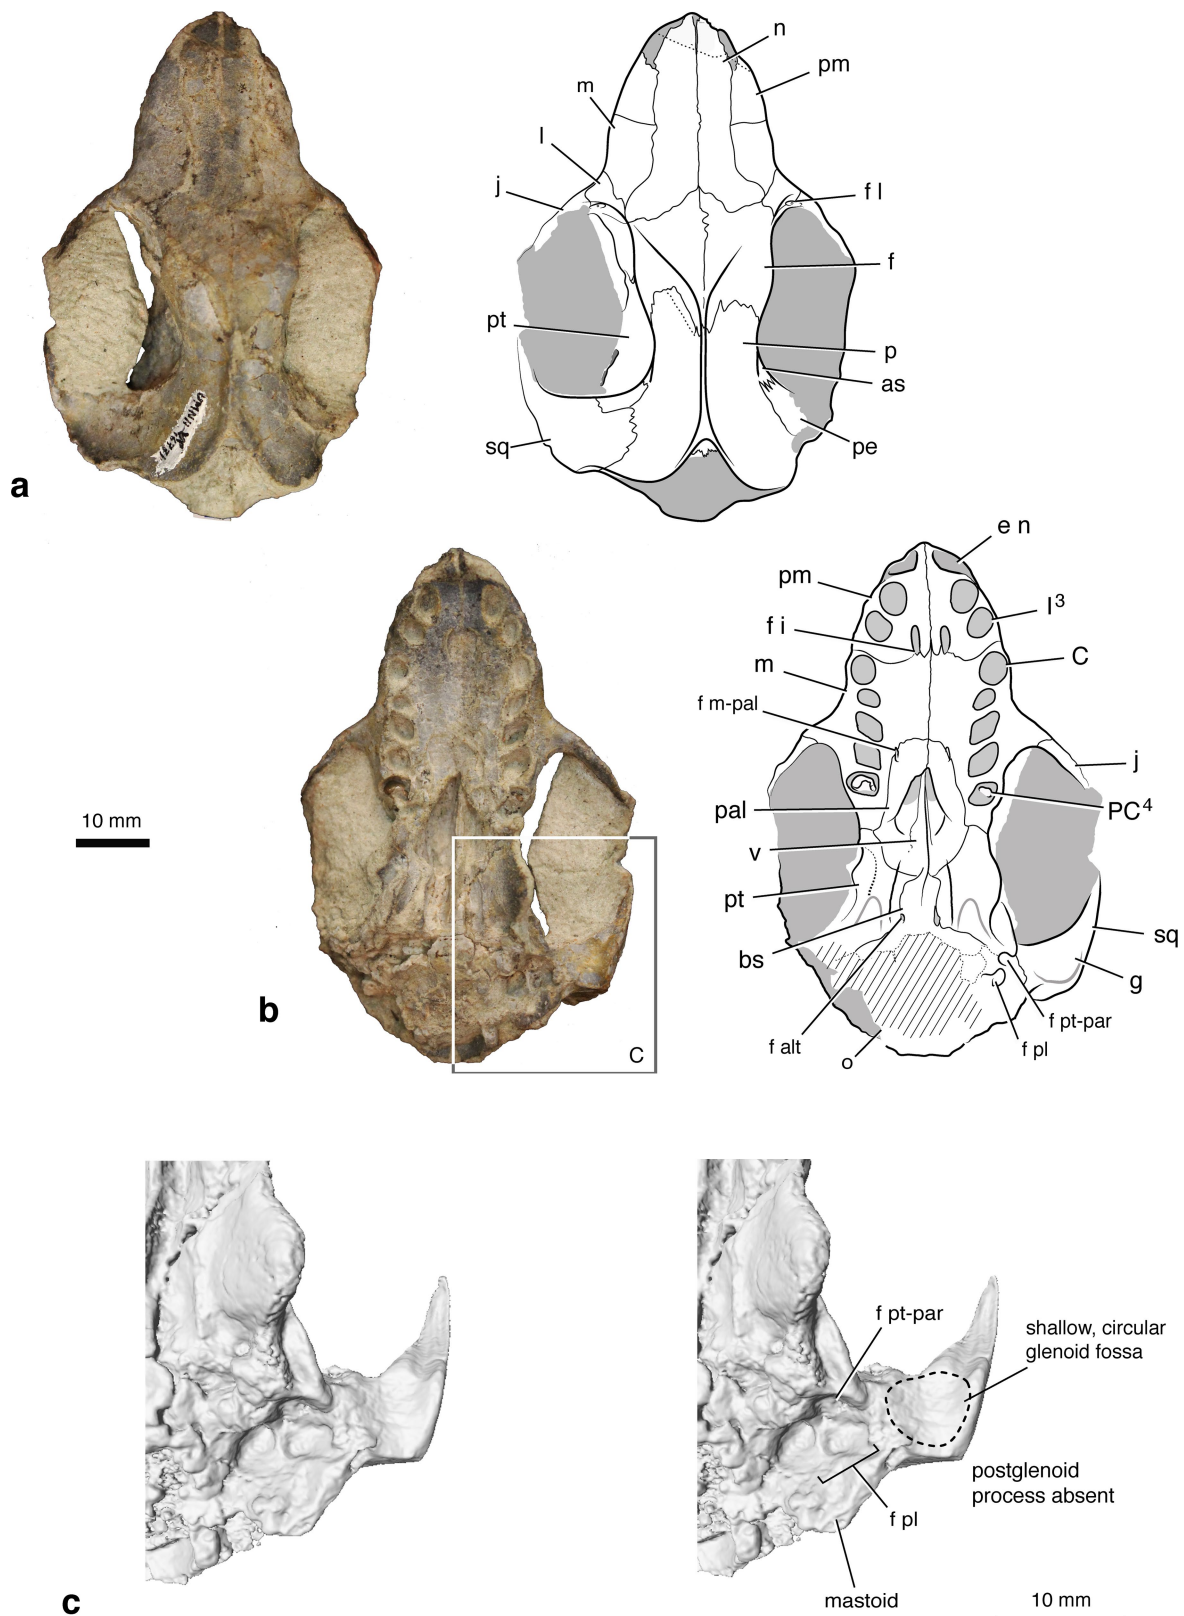 n
pm
m
l
j
f l
f
pt
p
as
sq
pe
a
e n
pm
I3
f i
C
m
f m-pal
j
10 mm
pal
PC4
v
pt
sq
bs
g
b
f pt-par
C
f alt
f pl
o
f pt-par
shallow, circular
glenoid fossa
postglenoid
process absent
f pl
c
mastoid
10 mm